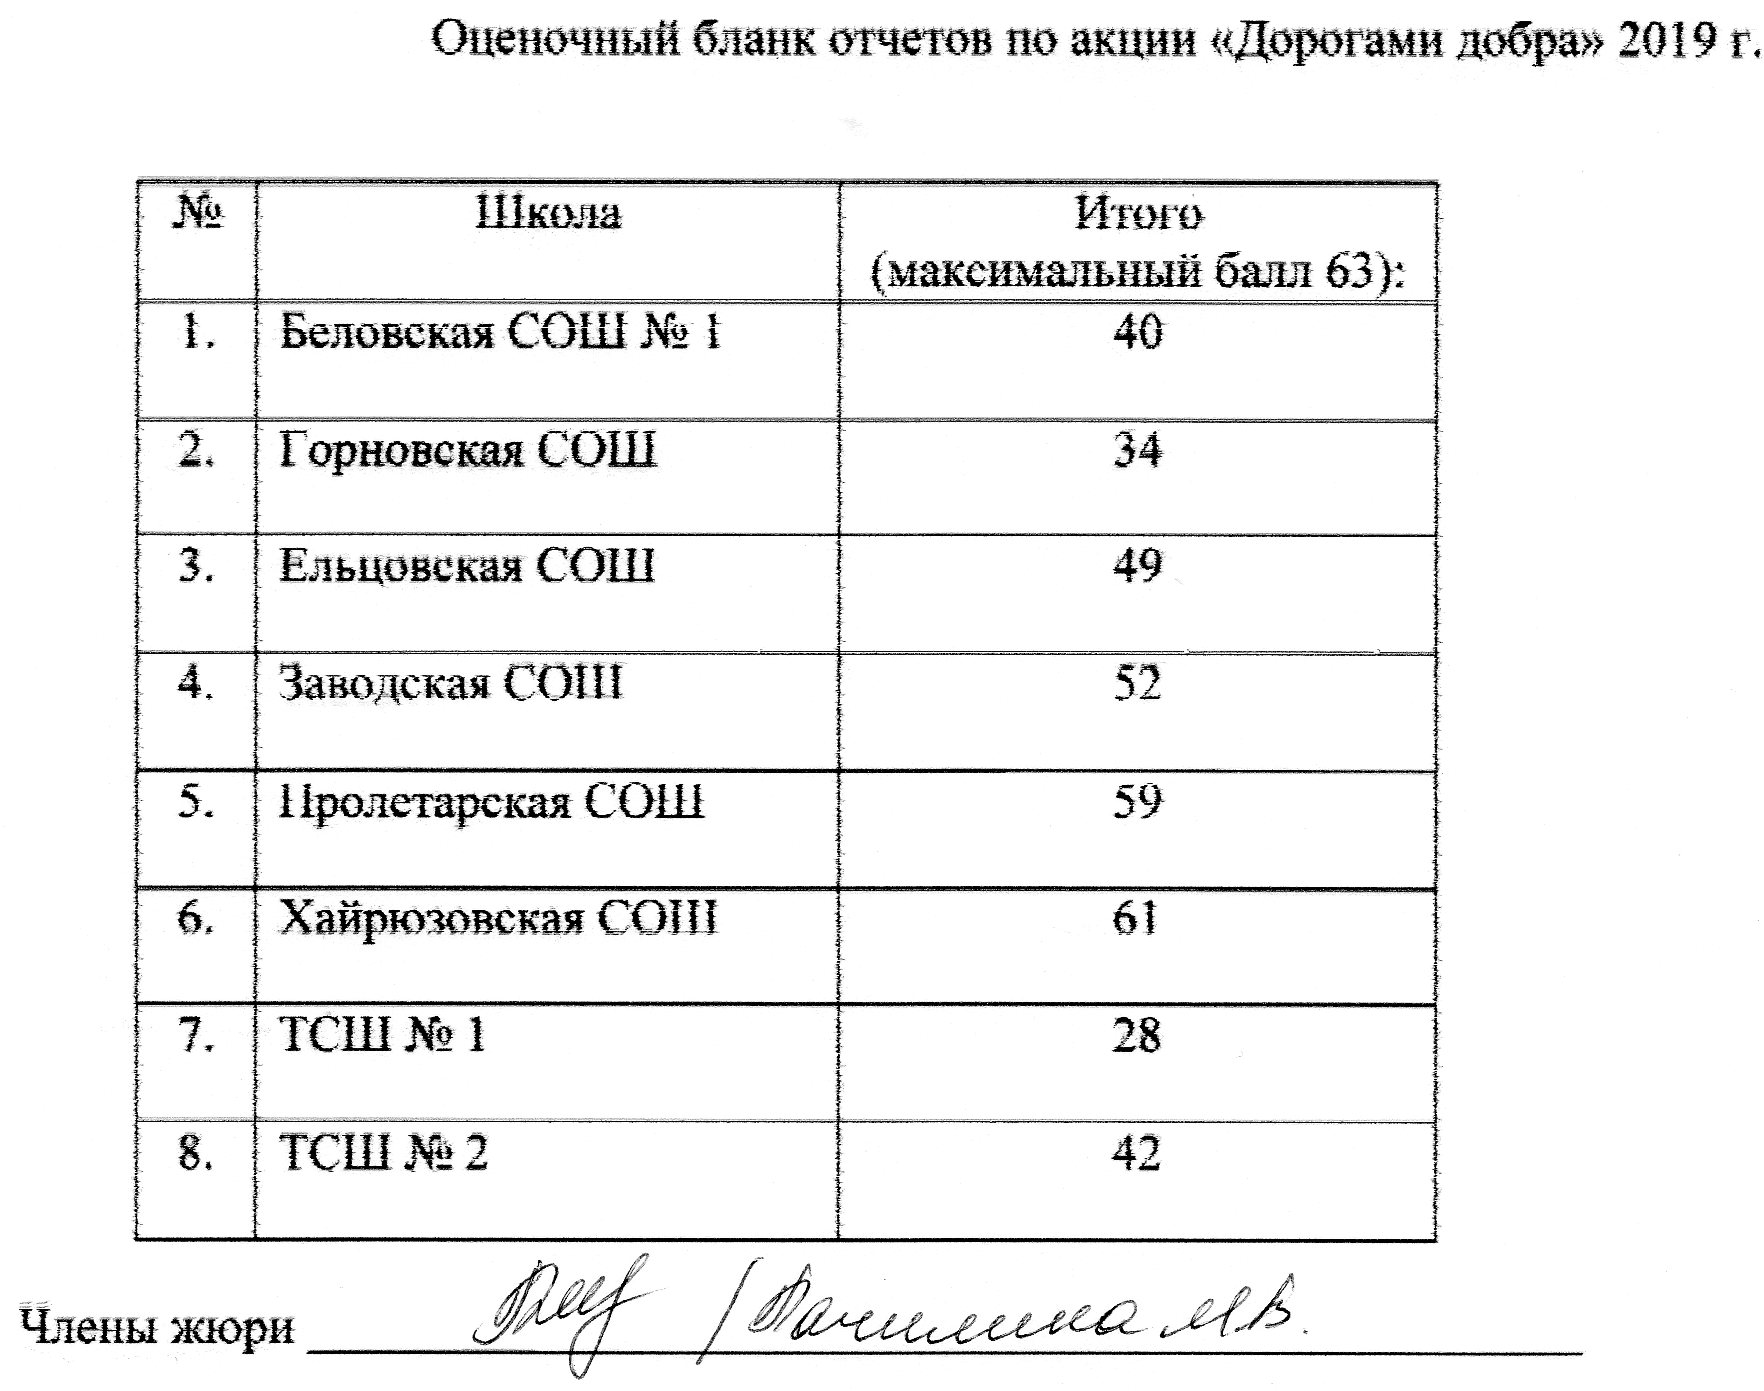 Оценочный бланк отчетов по акции «Дорогами добра» 2019 г.
№ Школа Итого
(максимальный балл 63):
1. Беловская СОШ № 1 40
2. Горновская СОШ 34
3. Ельцовская СОШ 49
4. Заводская СОШ 52
5. Пролетарская СОШ 59
6. Хайрюзовская СОШ 61
7. ТСШ № 1 28
8. ТСШ № 2 42
Члены жюри / М.В.